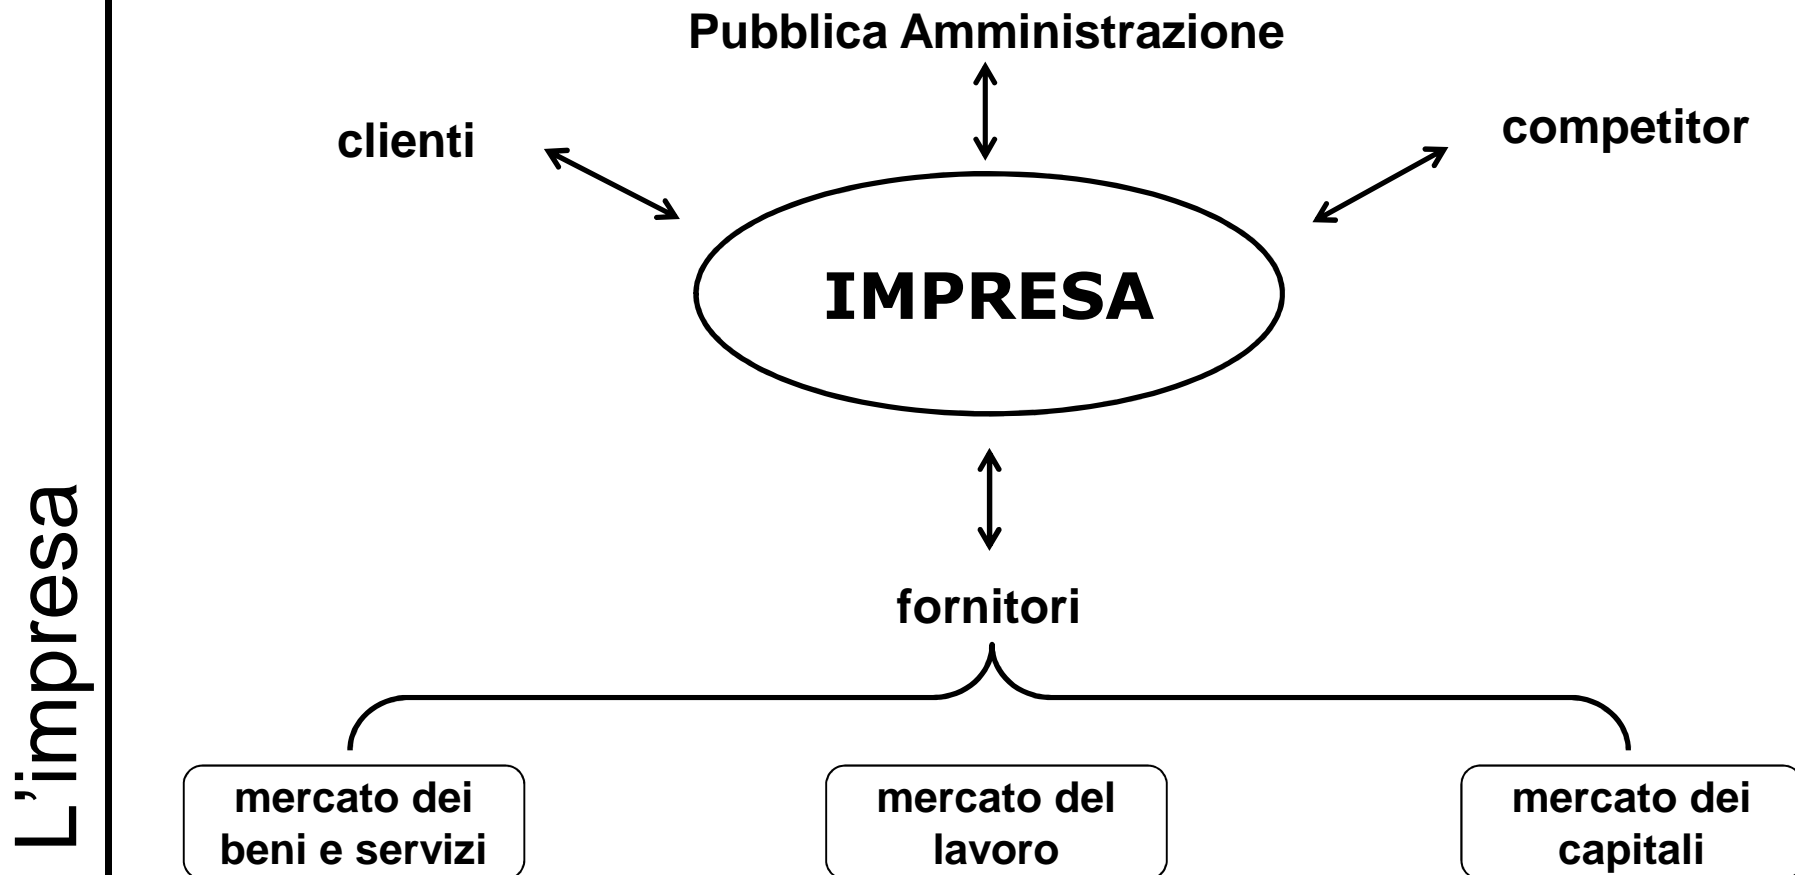 L'impresa
Pubblica Amministrazione
clienti
competitor
IMPRESA
fornitori
mercato dei
beni e servizi
mercato del
lavoro
mercato dei
capitali